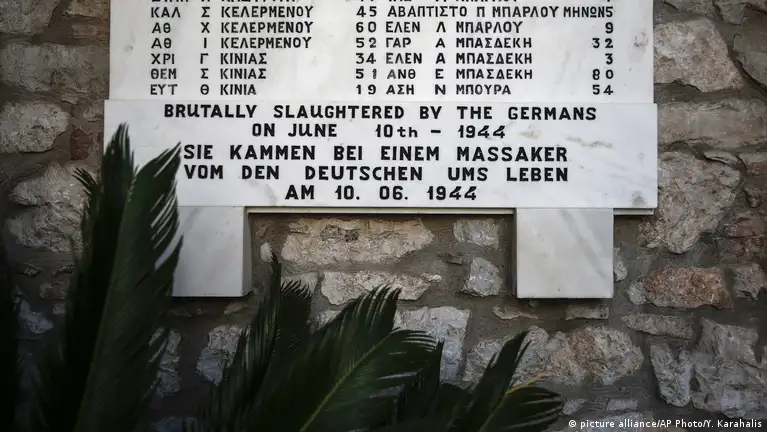 ΚΑΛ Σ ΚΕΛΕΡΜΕΝΟΥ 45 ΑΒΑΠΤΙΣΤΟ Π ΜΠΑΡΛΟΥ ΜΗΝΩΝ5
ΑΘ Χ ΚΕΛΕΡΜΕΝΟΥ 60 ΕΛΕΝ Λ ΜΠΑΡΛΟΥ 9
ΑΘ Ι ΚΕΛΕΡΜΕΝΟΥ 52 ΓΑΡ Α ΜΠΑΣΔΕΚΗ 32
ΧΡΙ Γ ΚΙΝΙΑΣ 34 ΕΛΕΝ Α ΜΠΑΣΔΕΚΗ 3
ΘΕΜ Σ ΚΙΝΙΑΣ 51 ΑΝΘ Ε ΜΠΑΣΔΕΚΗ 80
ΕΥΤ Θ ΚΙΝΙΑ 19 ΑΣΗ Ν ΜΠΟΥΡΑ 54
BRUTALLY SLAUGHTERED BY THE GERMANS
ON JUNE 10th - 1944
SIE KAMMEN BEI EINEM MASSAKER
VOM DEN DEUTSCHEN UMS LEBEN
AM 10. 06. 1944
© picture alliance/AP Photo/Y. Karahalis